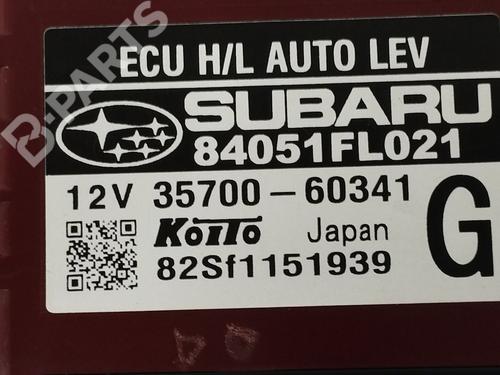 B-PARTS
ECU H/L AUTO LEV
SUBARU
84051FL021
12V 35700-60341
KOITO Japan G
82Sf1151939